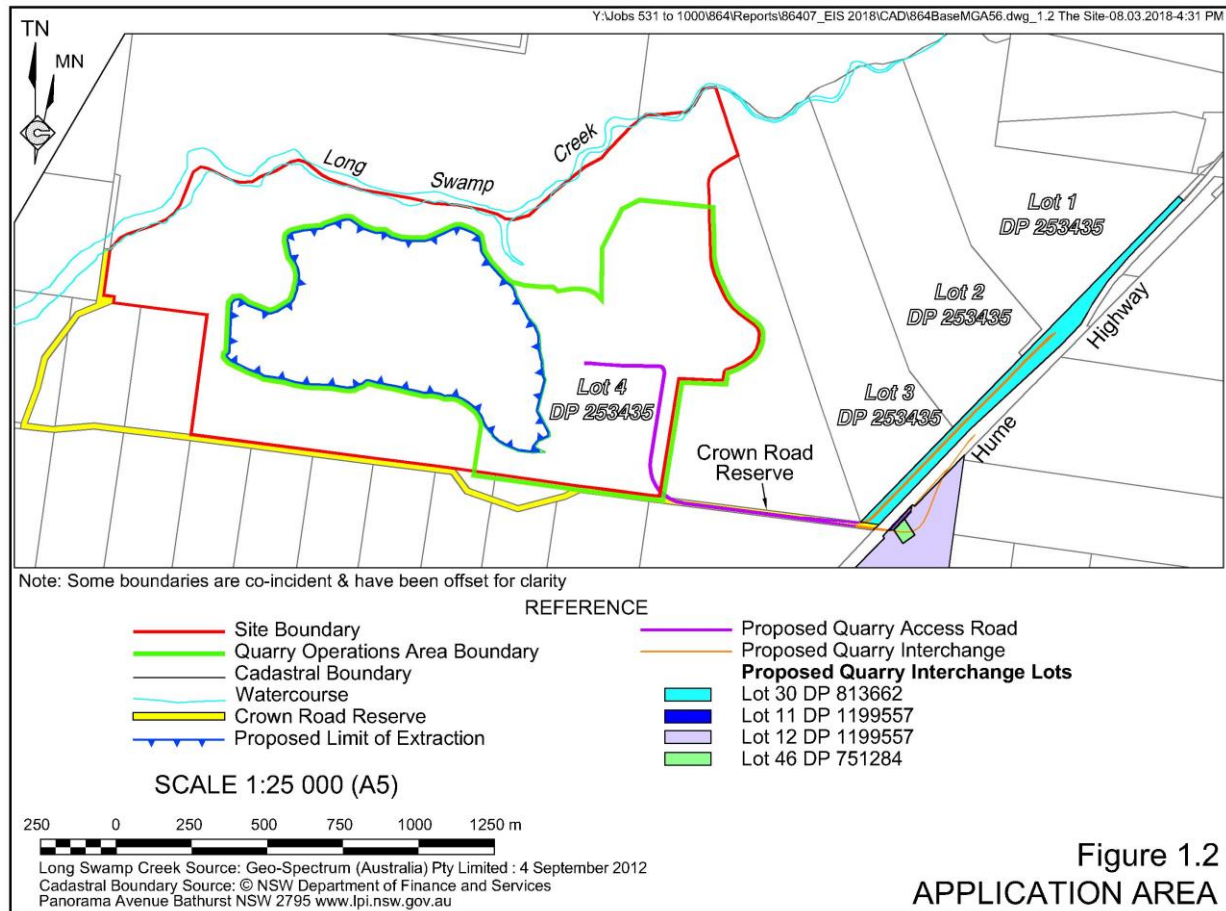 Y:\Jobs 531 to 1000\864\Reports\86407_EIS 2018\CAD\864BaseMGA56.dwg_1.2 The Site-08.03.2018-4:31 PM
TN
MN
Long
Swamp
Creek
Lot 1
DP 253435
Lot 2
DP 253435
Highway
Lot 4
DP 253435
Lot 3
DP 253435
Hume
Crown Road
Reserve
Note: Some boundaries are co-incident & have been offset for clarity
REFERENCE
Site Boundary
Quarry Operations Area Boundary
Cadastral Boundary
Watercourse
Crown Road Reserve
Proposed Limit of Extraction
Proposed Quarry Access Road
Proposed Quarry Interchange
Proposed Quarry Interchange Lots
Lot 30 DP 813662
Lot 11 DP 1199557
Lot 12 DP 1199557
Lot 46 DP 751284
SCALE 1:25 000 (A5)
250 0 250 500 750 1000 1250 m
Long Swamp Creek Source: Geo-Spectrum (Australia) Pty Limited : 4 September 2012
Cadastral Boundary Source: © NSW Department of Finance and Services
Panorama Avenue Bathurst NSW 2795 www.lpi.nsw.gov.au
Figure 1.2
APPLICATION AREA